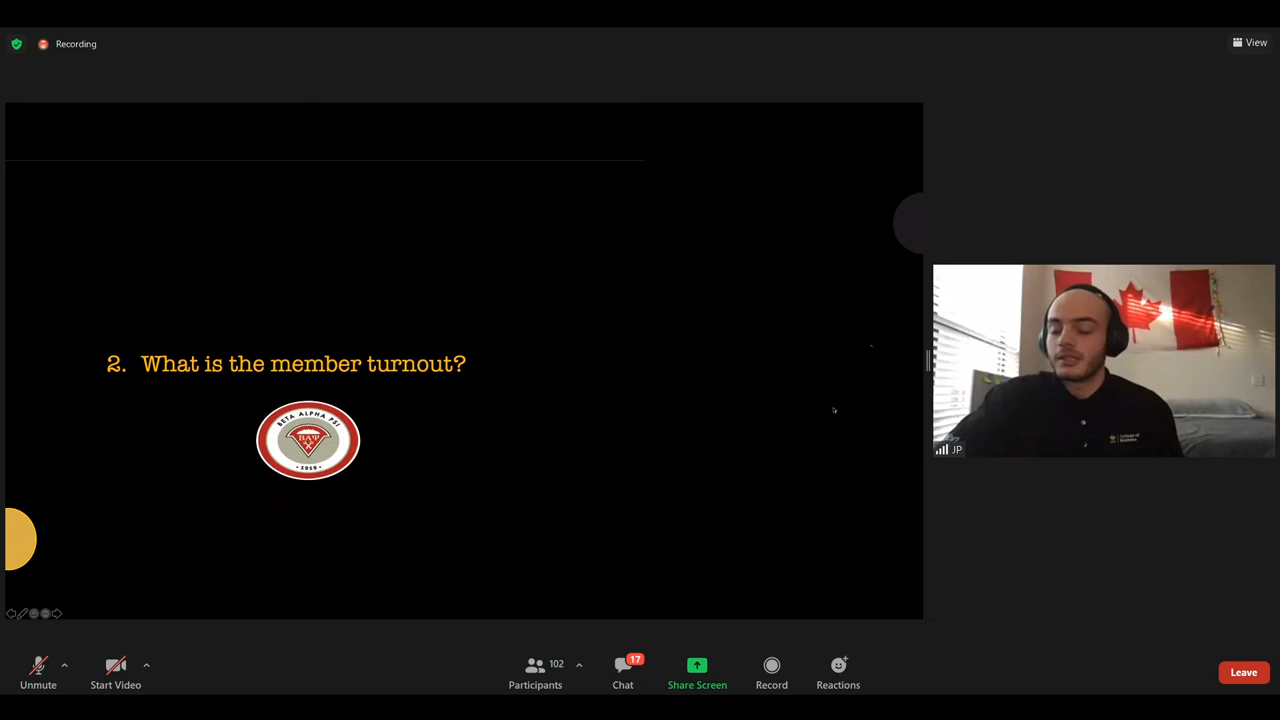 Recording
View
2. What is the member turnout?
BETA ALPHA PSI
ΒΑΨ
• 1919 •
JP
Unmute
Start Video
102
Participants
17
Chat
Share Screen
Record
Reactions
Leave